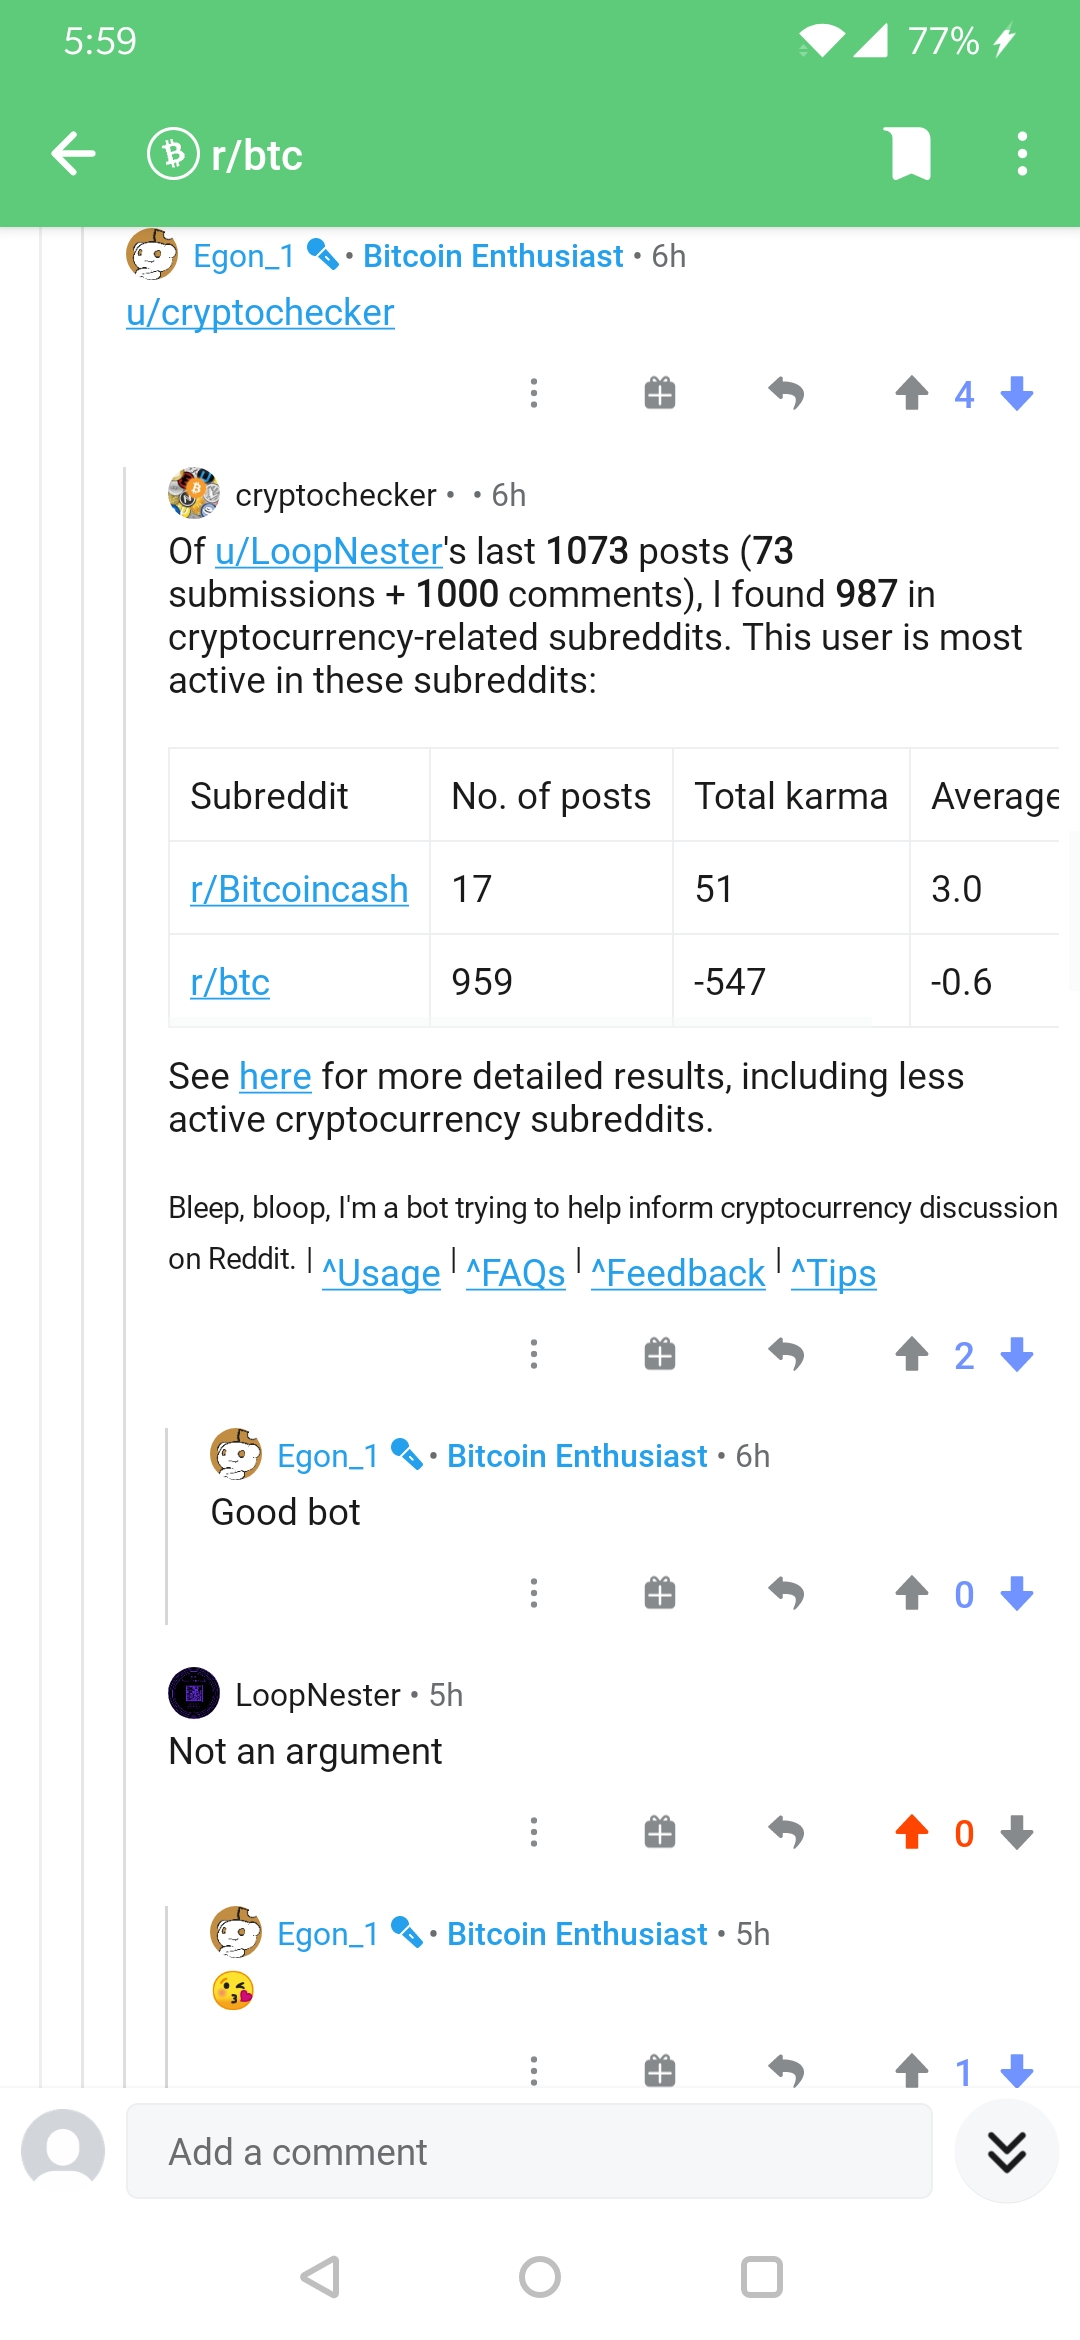 5:59
77%
r/btc
Egon_1 • Bitcoin Enthusiast • 6h
u/cryptochecker
4
cryptochecker • • 6h
Of u/LoopNester's last 1073 posts (73
submissions + 1000 comments), I found 987 in
cryptocurrency-related subreddits. This user is most
active in these subreddits:
Subreddit No. of posts Total karma Average
r/Bitcoincash 17 51 3.0
r/btc 959 -547 -0.6
See here for more detailed results, including less
active cryptocurrency subreddits.
Bleep, bloop, I'm a bot trying to help inform cryptocurrency discussion
on Reddit. | ^Usage | ^FAQs | ^Feedback | ^Tips
2
Egon_1 • Bitcoin Enthusiast • 6h
Good bot
0
LoopNester • 5h
Not an argument
0
Egon_1 • Bitcoin Enthusiast • 5h
😘
1
Add a comment